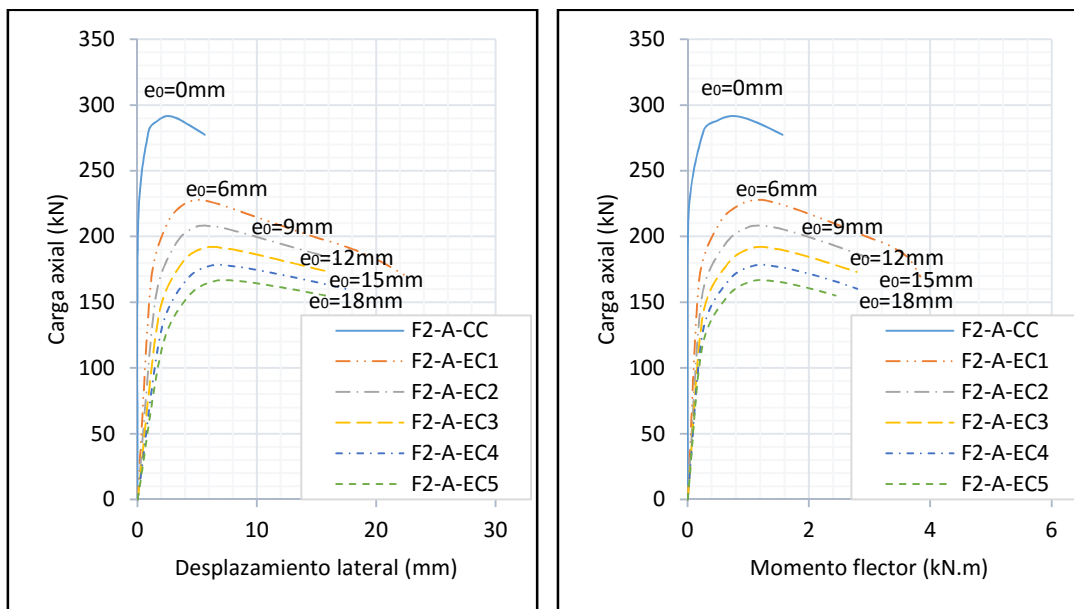 350
300
250
200
150
100
50
0
Carga axial (kN)
e₀=0mm
e₀=6mm
e₀=9mm
e₀=12mm
e₀=15mm
e₀=18mm
F2-A-CC
F2-A-EC1
F2-A-EC2
F2-A-EC3
F2-A-EC4
F2-A-EC5
0 10 20 30
Desplazamiento lateral (mm)
350
300
250
200
150
100
50
0
Carga axial (kN)
e₀=0mm
e₀=6mm
e₀=9mm
e₀=12mm
e₀=15mm
e₀=18mm
F2-A-CC
F2-A-EC1
F2-A-EC2
F2-A-EC3
F2-A-EC4
F2-A-EC5
0 2 4 6
Momento flector (kN.m)